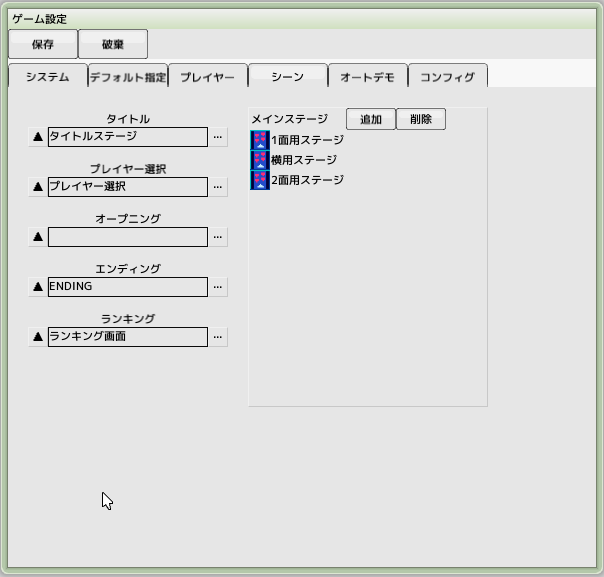 ゲーム設定
保存 破棄
システム デフォルト指定 プレイヤー シーン オートデモ コンフィグ
タイトル
タイトルステージ ...
プレイヤー選択
プレイヤー選択 ...
オープニング
...
エンディング
ENDING ...
ランキング
ランキング画面 ...
メインステージ 追加 削除
1面用ステージ
横用ステージ
2面用ステージ